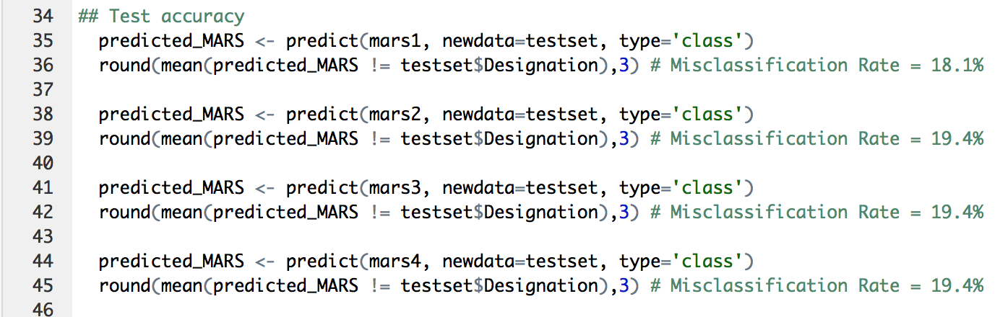 34 ## Test accuracy
35 predicted_MARS <- predict(mars1, newdata=testset, type='class')
36 round(mean(predicted_MARS != testset$Designation),3) # Misclassification Rate = 18.1%
37
38 predicted_MARS <- predict(mars2, newdata=testset, type='class')
39 round(mean(predicted_MARS != testset$Designation),3) # Misclassification Rate = 19.4%
40
41 predicted_MARS <- predict(mars3, newdata=testset, type='class')
42 round(mean(predicted_MARS != testset$Designation),3) # Misclassification Rate = 19.4%
43
44 predicted_MARS <- predict(mars4, newdata=testset, type='class')
45 round(mean(predicted_MARS != testset$Designation),3) # Misclassification Rate = 19.4%
46